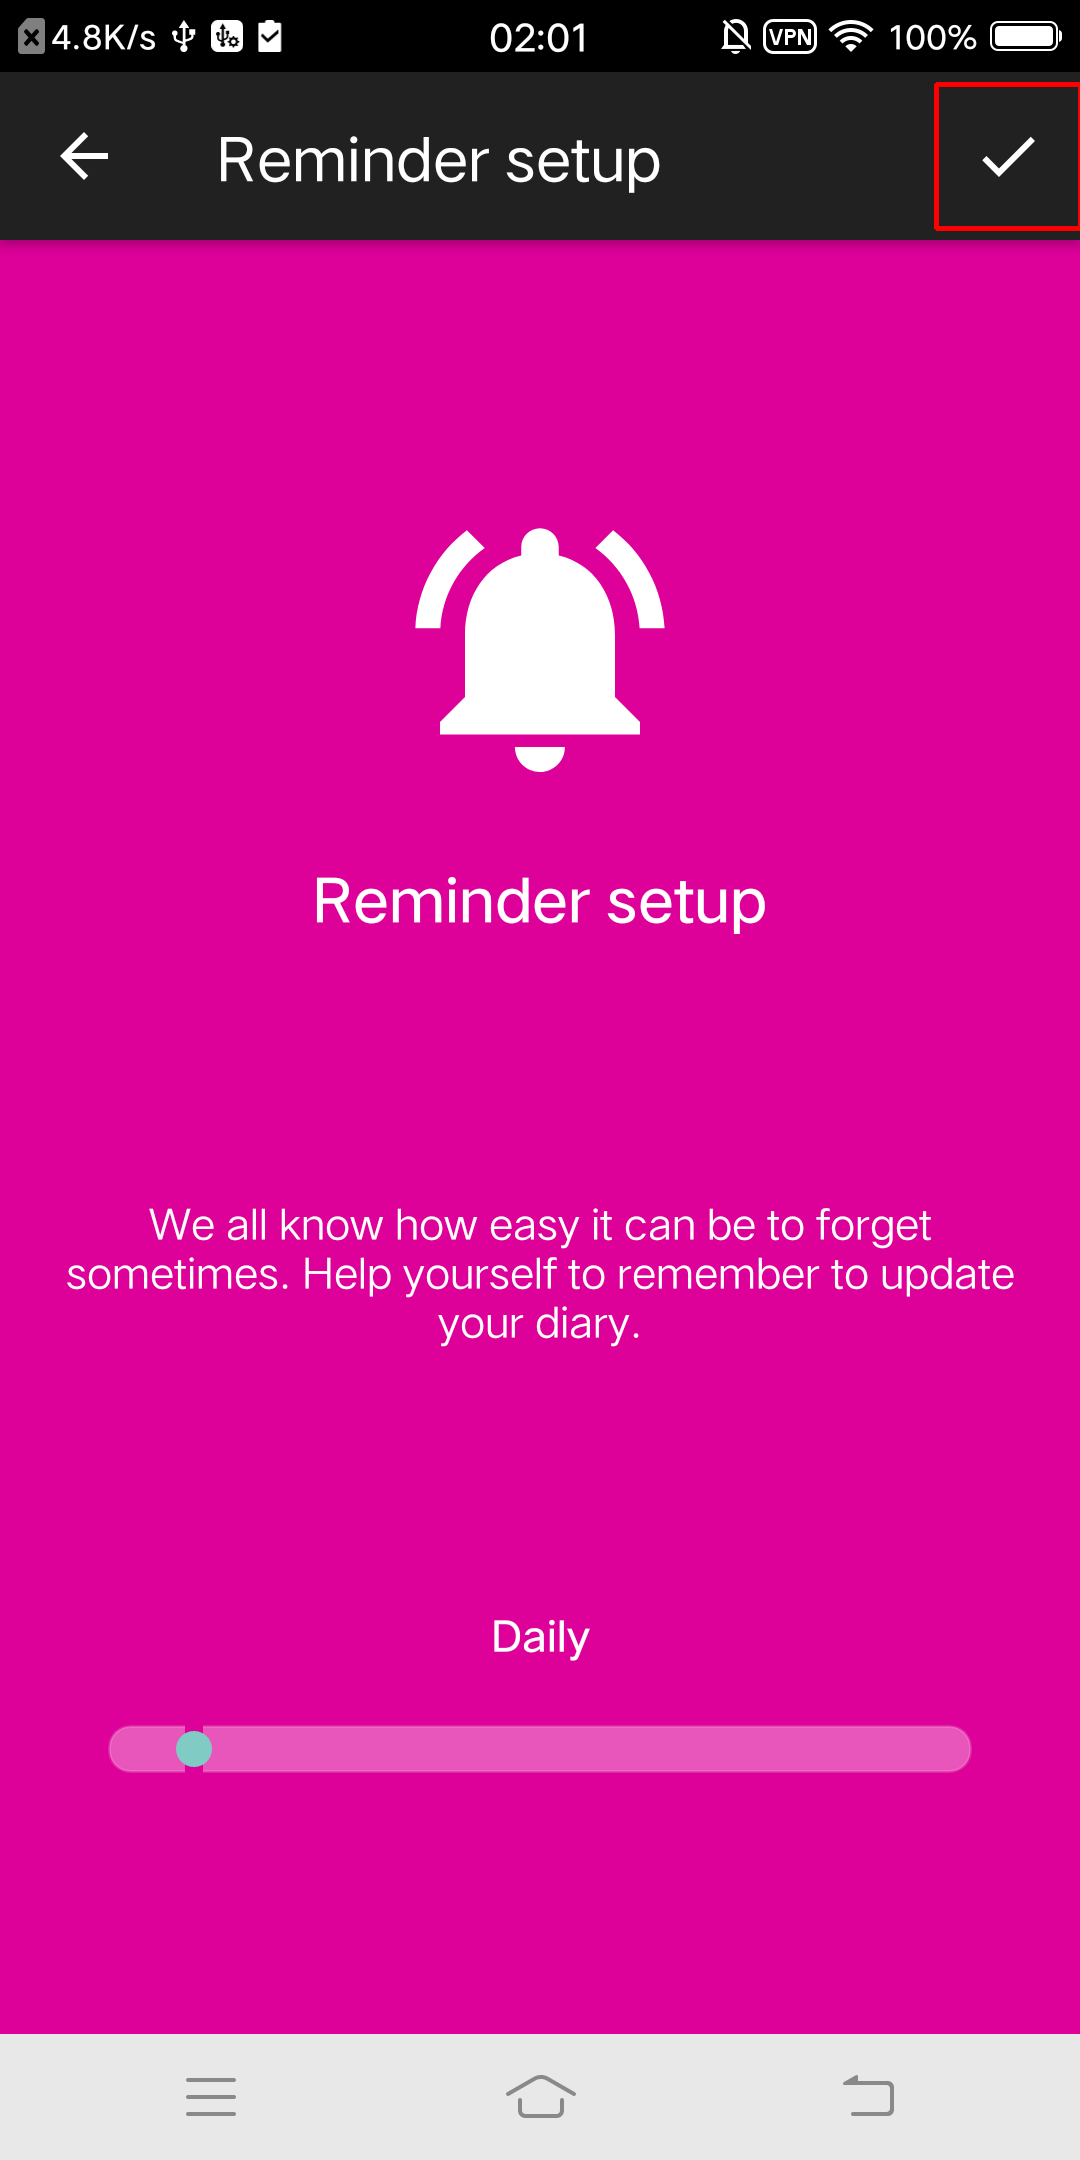 4.8K/s 02:01 VPN 100%
Reminder setup
Reminder setup
We all know how easy it can be to forget
sometimes. Help yourself to remember to update
your diary.
Daily